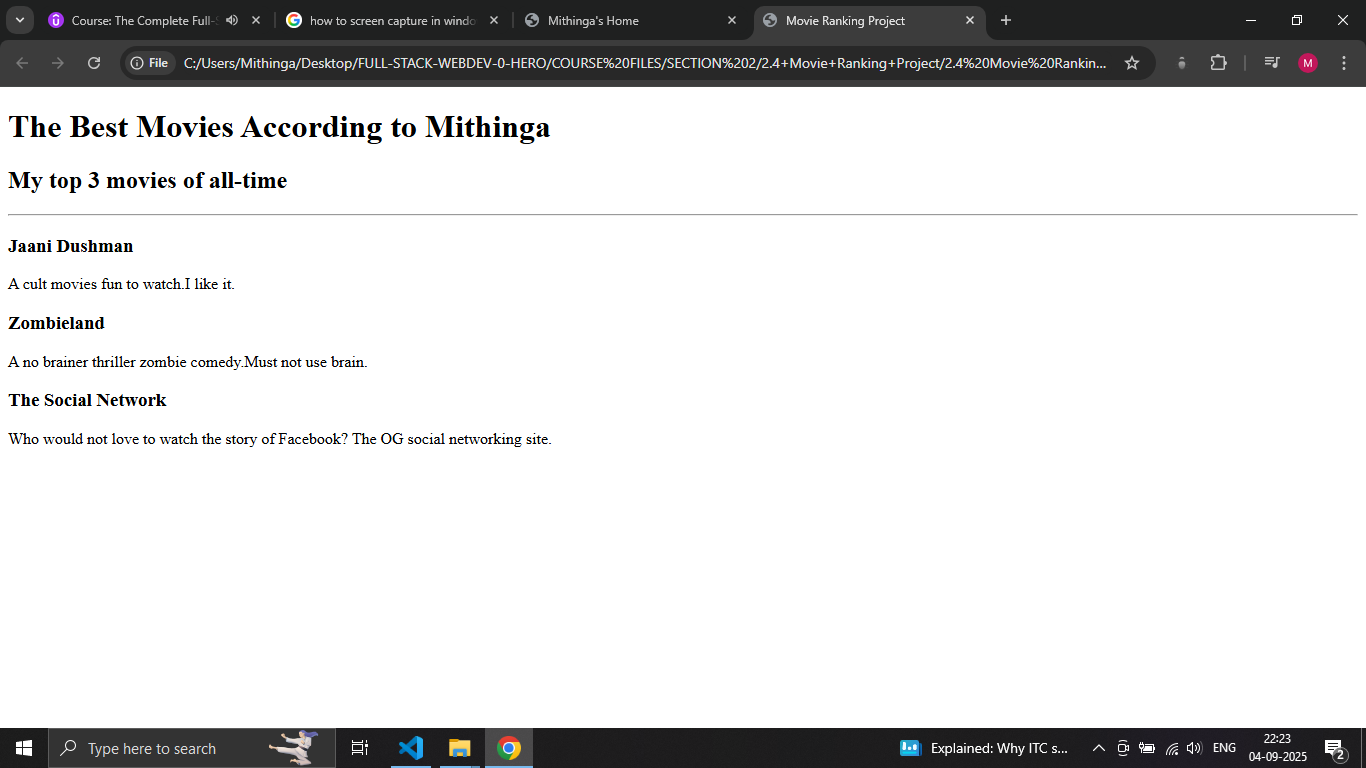 Course: The Complete Full-S
how to screen capture in windo
Mithinga's Home
Movie Ranking Project
File
C:/Users/Mithinga/Desktop/FULL-STACK-WEBDEV-0-HERO/COURSE%20FILES/SECTION%202/2.4+Movie+Ranking+Project/2.4%20Movie%20Rankin...
M
The Best Movies According to Mithinga
My top 3 movies of all-time
Jaani Dushman
A cult movies fun to watch.I like it.
Zombieland
A no brainer thriller zombie comedy.Must not use brain.
The Social Network
Who would not love to watch the story of Facebook? The OG social networking site.
Type here to search
Explained: Why ITC s...
ENG
22:23
04-09-2025
2